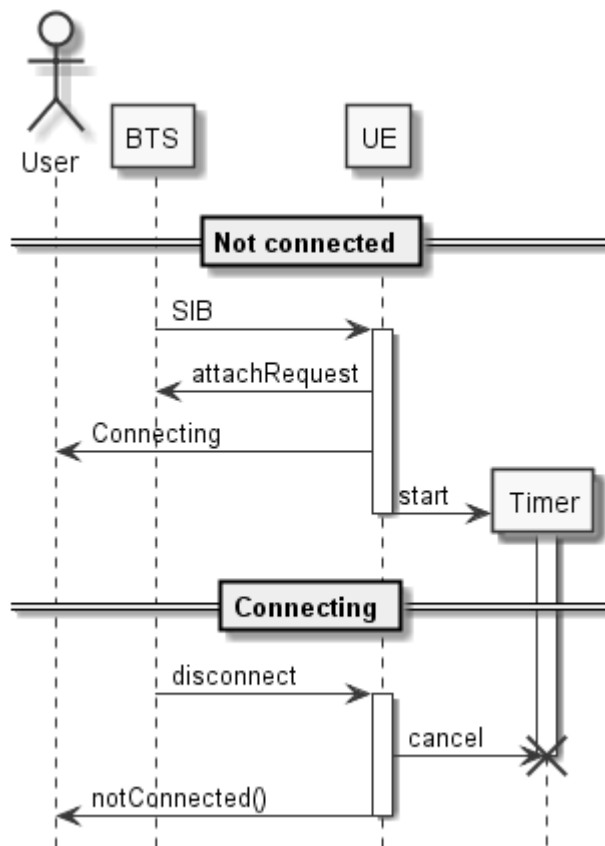 User
BTS
UE
Not connected
SIB
attachRequest
Connecting
start
Timer
Connecting
disconnect
cancel
notConnected()